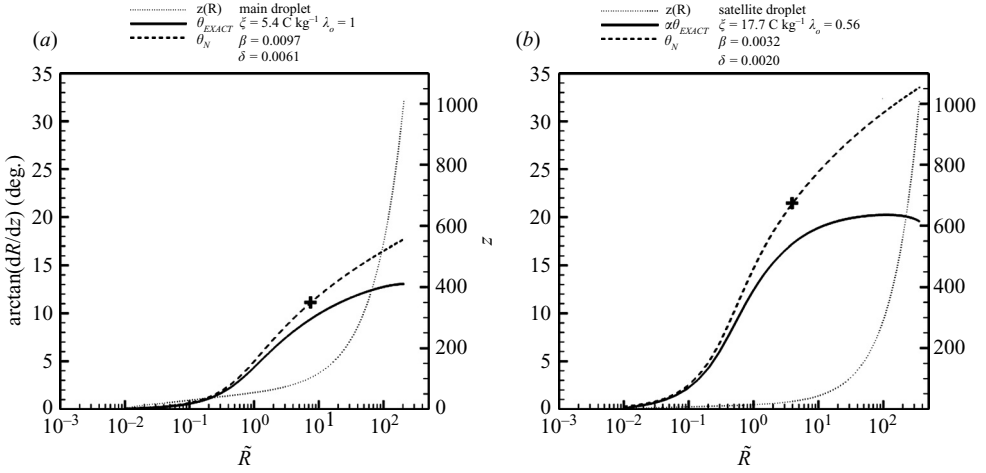 z(R) main droplet
θ_EXACT ξ = 5.4 C kg⁻¹ λₒ = 1
θ_N β = 0.0097
δ = 0.0061
(a)
35
30
25
20
15
10
5
0
arctan(dR/dz) (deg.)
1000
800
600
400
200
0
z
10⁻³ 10⁻² 10⁻¹ 10⁰ 10¹ 10²
R̃
z(R) satellite droplet
αθ_EXACT ξ = 17.7 C kg⁻¹ λₒ = 0.56
θ_N β = 0.0032
δ = 0.0020
(b)
35
30
25
20
15
10
5
0
1000
800
600
400
200
0
10⁻³ 10⁻² 10⁻¹ 10⁰ 10¹ 10²
R̃